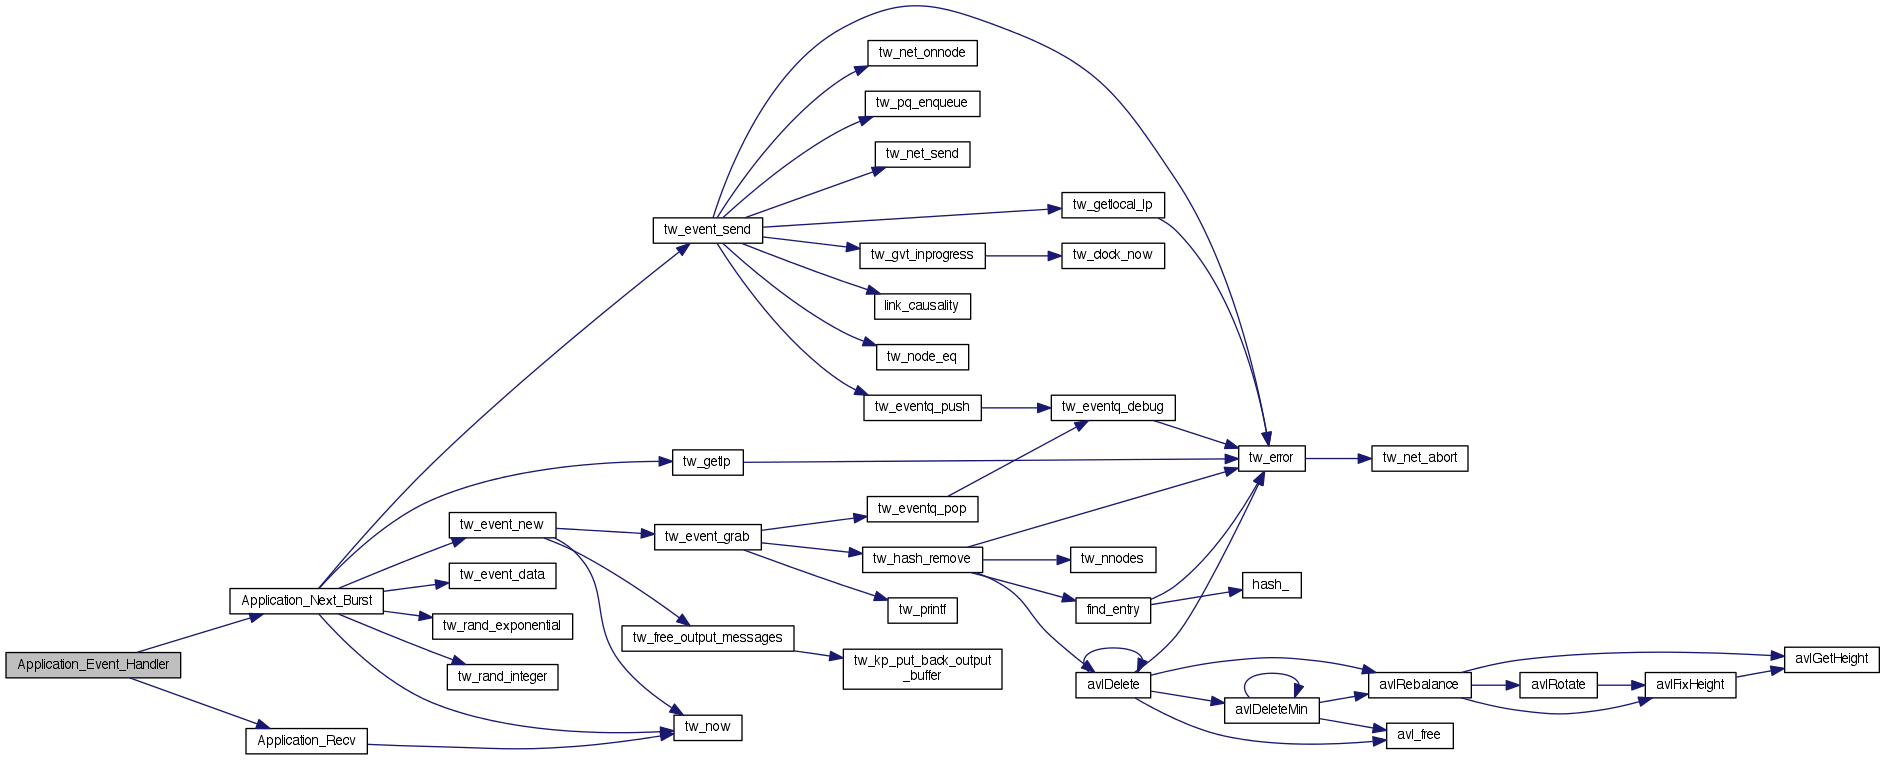 tw_net_onnode
tw_pq_enqueue
tw_net_send
tw_getlocal_lp
tw_event_send
tw_gvt_inprogress
tw_clock_now
link_causality
tw_node_eq
tw_eventq_push
tw_eventq_debug
tw_getlp
tw_error
tw_net_abort
tw_eventq_pop
tw_event_new
tw_event_grab
tw_hash_remove
tw_nnodes
tw_event_data
hash_
Application_Next_Burst
tw_printf
find_entry
tw_rand_exponential
tw_free_output_messages
Application_Event_Handler
tw_kp_put_back_output
_buffer
avlGetHeight
tw_rand_integer
avlDelete
avlRebalance
avlRotate
avlFixHeight
avlDeleteMin
tw_now
avl_free
Application_Recv